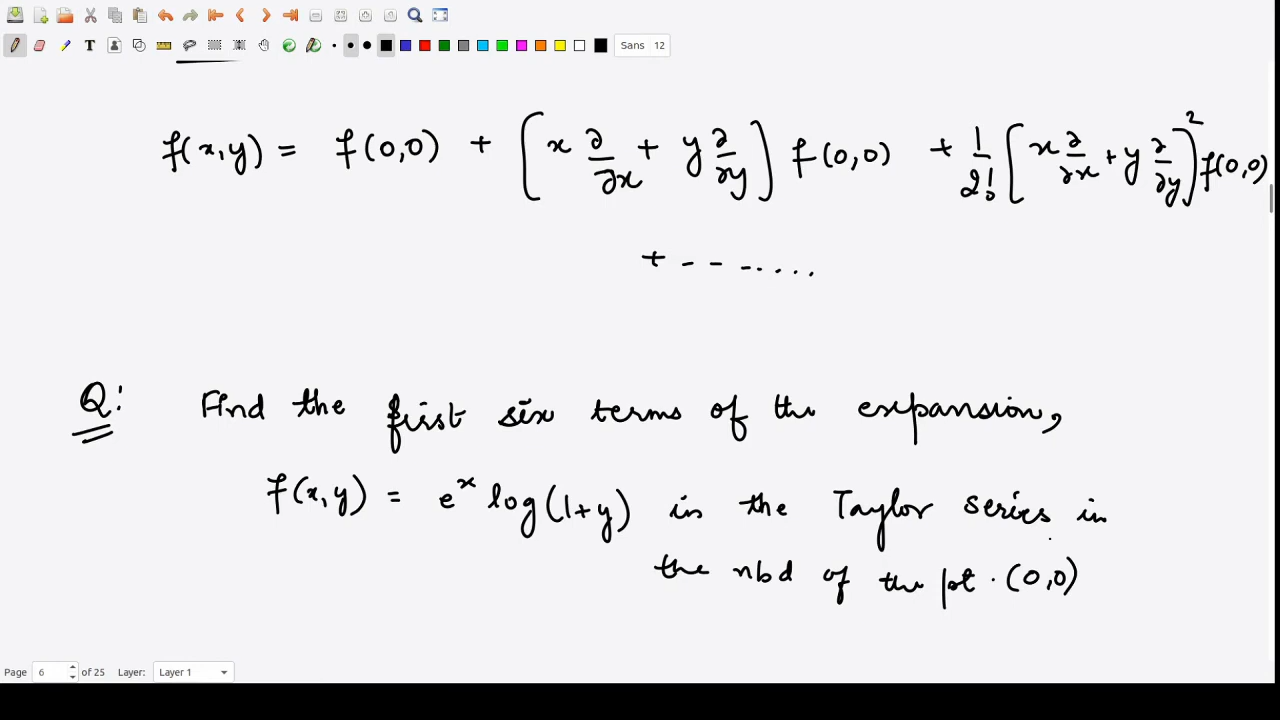 Sans 12
f(x,y) = f(0,0) + [x ∂/∂x + y ∂/∂y] f(0,0) + 1/2! [x ∂/∂x + y ∂/∂y]² f(0,0)
+ - - - . . . .
Q: Find the first six terms of the expansion,
f(x,y) = eˣ log(1+y) in the Taylor series in
the nbd of the pt. (0,0)
Page 6 of 25 Layer: Layer 1